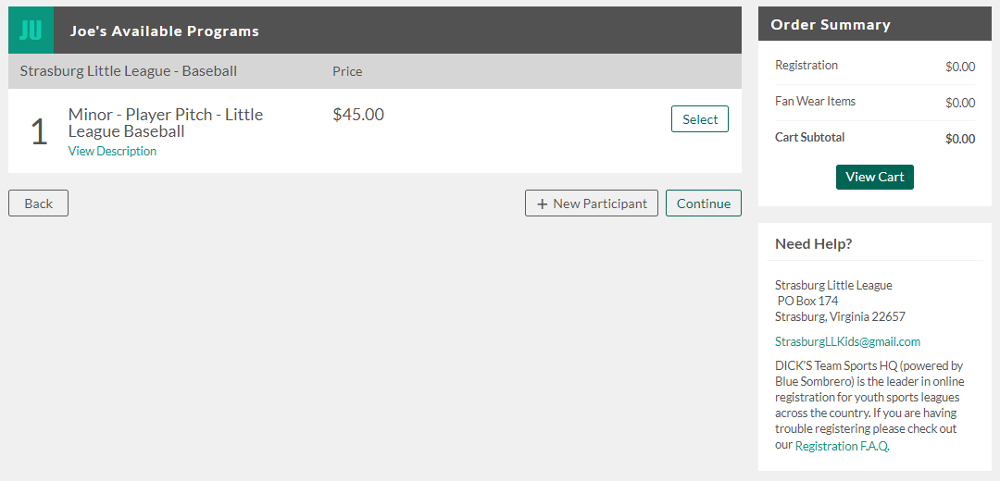 JU
Joe's Available Programs
Strasburg Little League - Baseball
Price
1
Minor - Player Pitch - Little
League Baseball
View Description
$45.00
Select
Back
+ New Participant
Continue
Order Summary
Registration $0.00
Fan Wear Items $0.00
Cart Subtotal $0.00
View Cart
Need Help?
Strasburg Little League
PO Box 174
Strasburg, Virginia 22657
StrasburgLLKids@gmail.com
DICK'S Team Sports HQ (powered by
Blue Sombrero) is the leader in online
registration for youth sports leagues
across the country. If you are having
trouble registering please check out
our Registration F.A.Q.